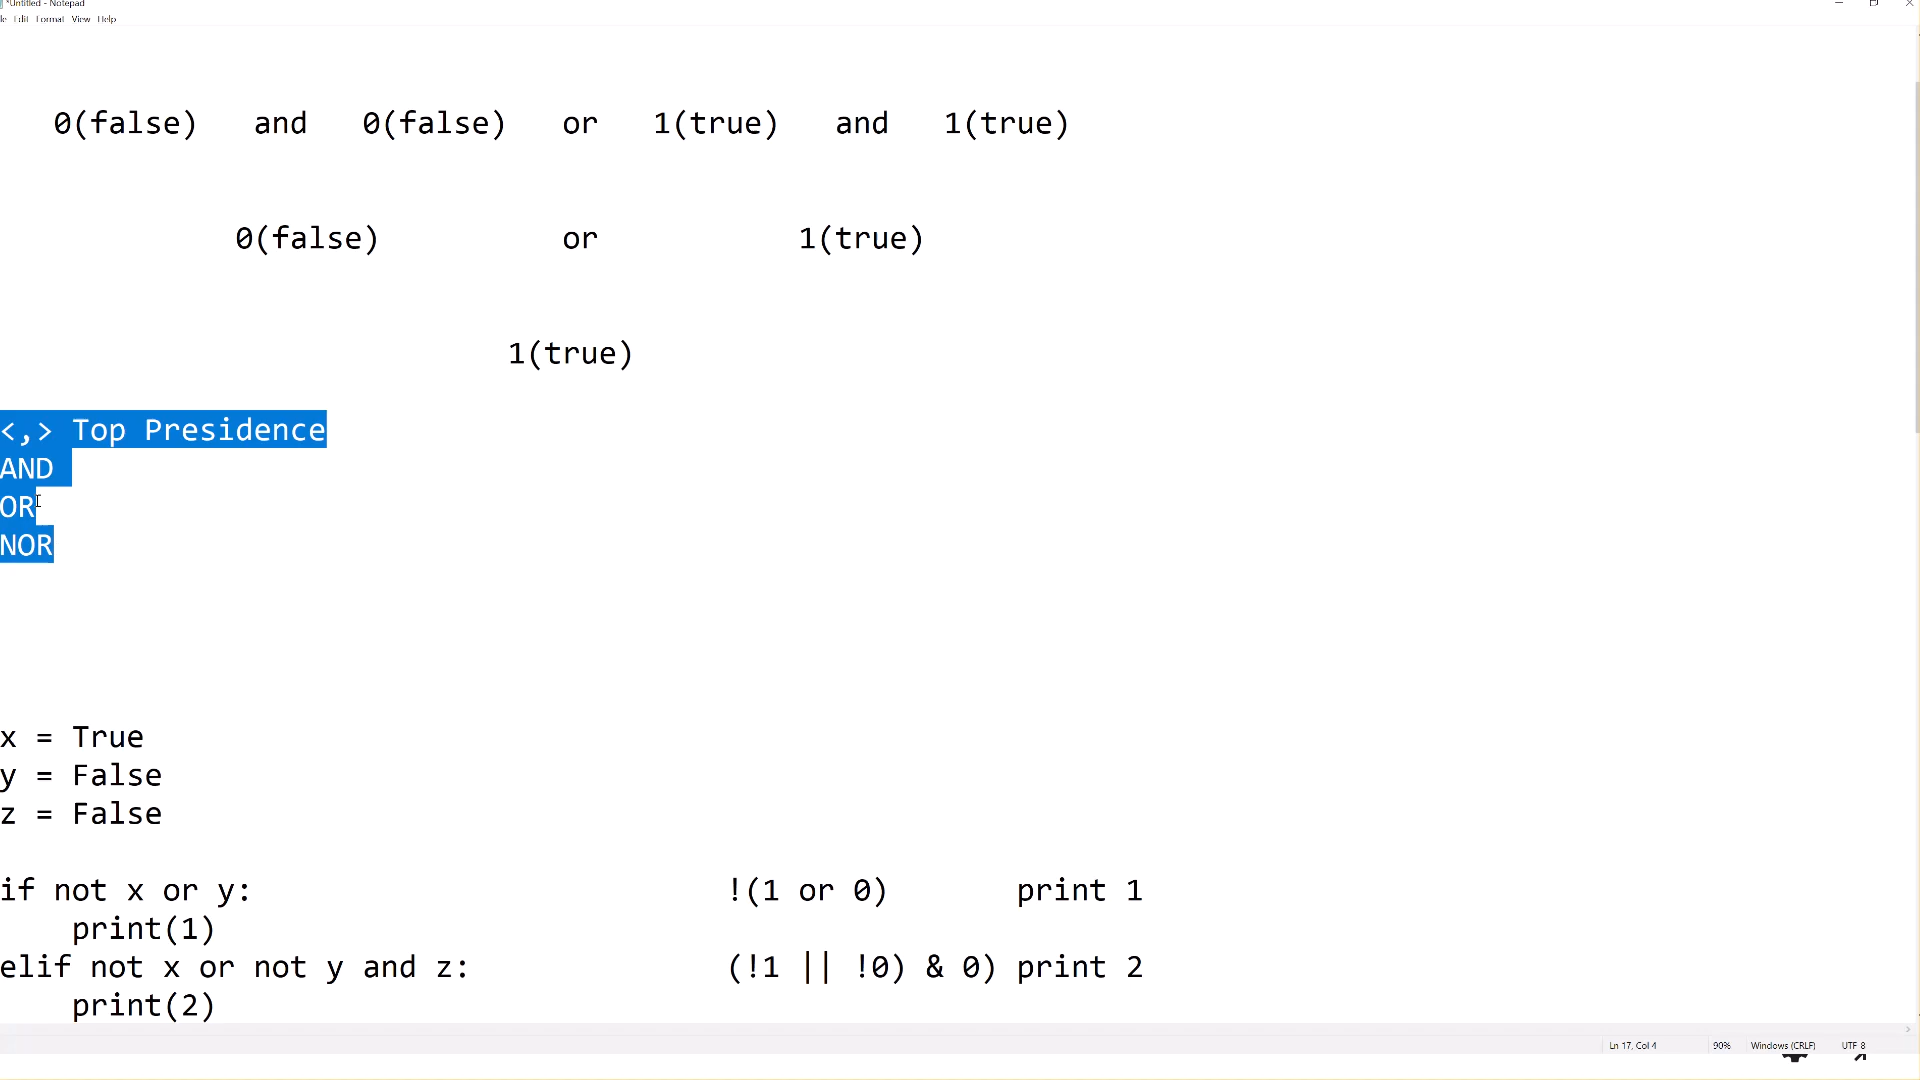 *Untitled - Notepad
le Edit Format View Help
0(false) and 0(false) or 1(true) and 1(true)
0(false) or 1(true)
1(true)
<,> Top Presidence
AND
OR
NOR
x = True
y = False
z = False
if not x or y: !(1 or 0) print 1
print(1)
elif not x or not y and z: (!1 || !0) & 0) print 2
print(2)
Ln 17, Col 4 90% Windows (CRLF) UTF 8